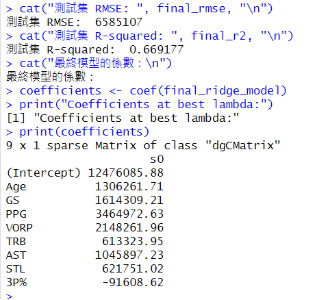 > cat("測試集 RMSE: ", final_rmse, "\n")
測試集 RMSE:  6585107
> cat("測試集 R-squared: ", final_r2, "\n")
測試集 R-squared:  0.669177
> cat("最終模型的係數：\n")
最終模型的係數：
> coefficients <- coef(final_ridge_model)
> print("Coefficients at best lambda:")
[1] "Coefficients at best lambda:"
> print(coefficients)
9 x 1 sparse Matrix of class "dgCMatrix"
                     s0
(Intercept) 12476085.88
Age          1306261.71
GS           1614309.21
PPG          3464972.63
VORP         2148261.96
TRB           613323.95
AST          1045897.23
STL           621751.02
3P%           -91608.62
>